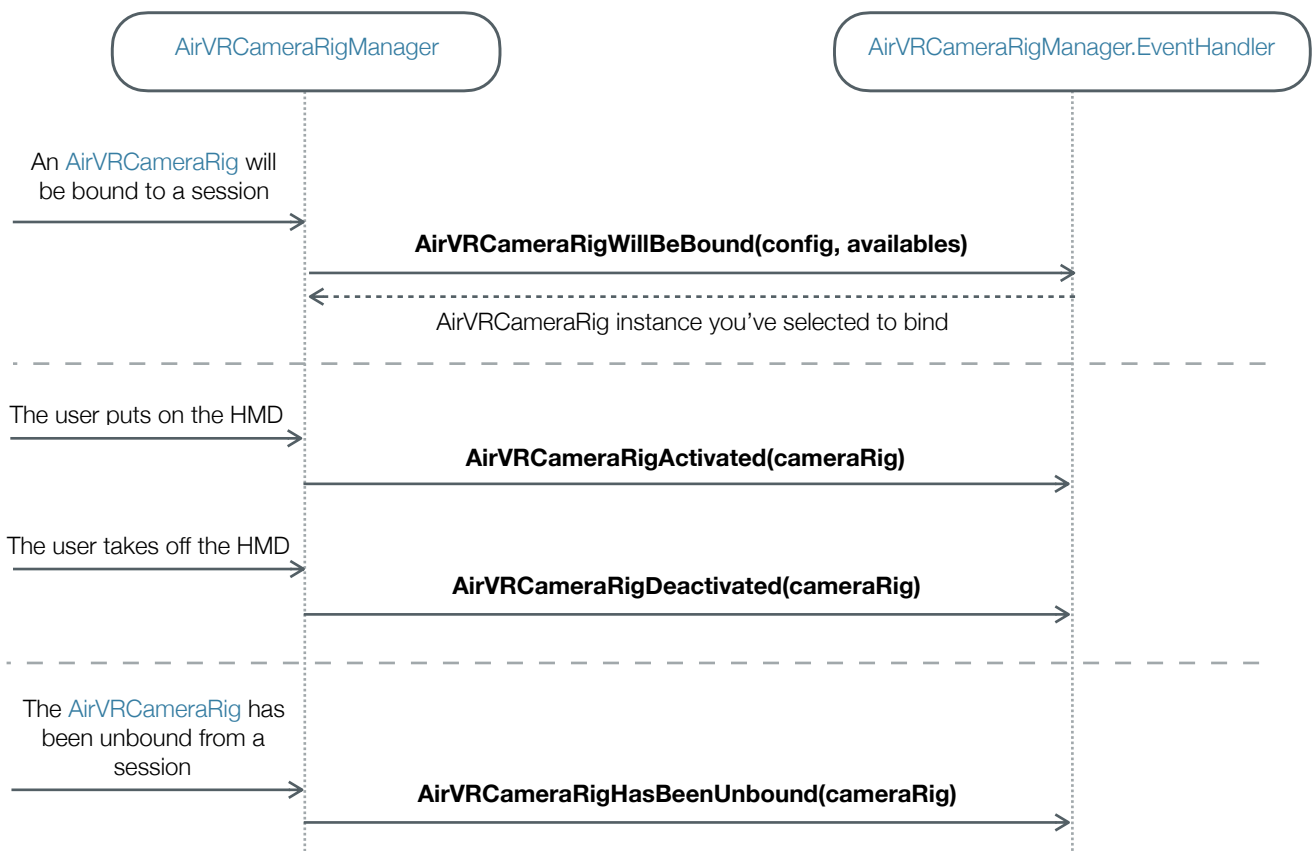 AirVRCameraRigManager
AirVRCameraRigManager.EventHandler
An AirVRCameraRig will
be bound to a session
AirVRCameraRigWillBeBound(config, availables)
AirVRCameraRig instance you’ve selected to bind
The user puts on the HMD
AirVRCameraRigActivated(cameraRig)
The user takes off the HMD
AirVRCameraRigDeactivated(cameraRig)
The AirVRCameraRig has
been unbound from a
session
AirVRCameraRigHasBeenUnbound(cameraRig)